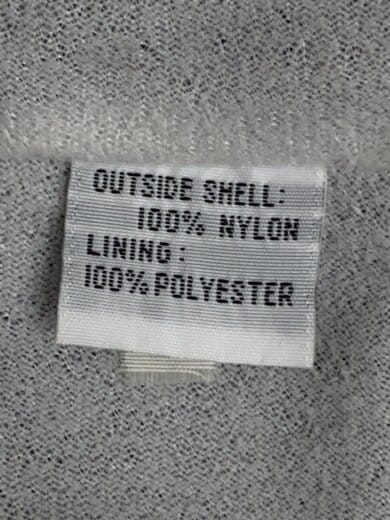 OUTSIDE SHELL:
100% NYLON
LINING:
100% POLYESTER